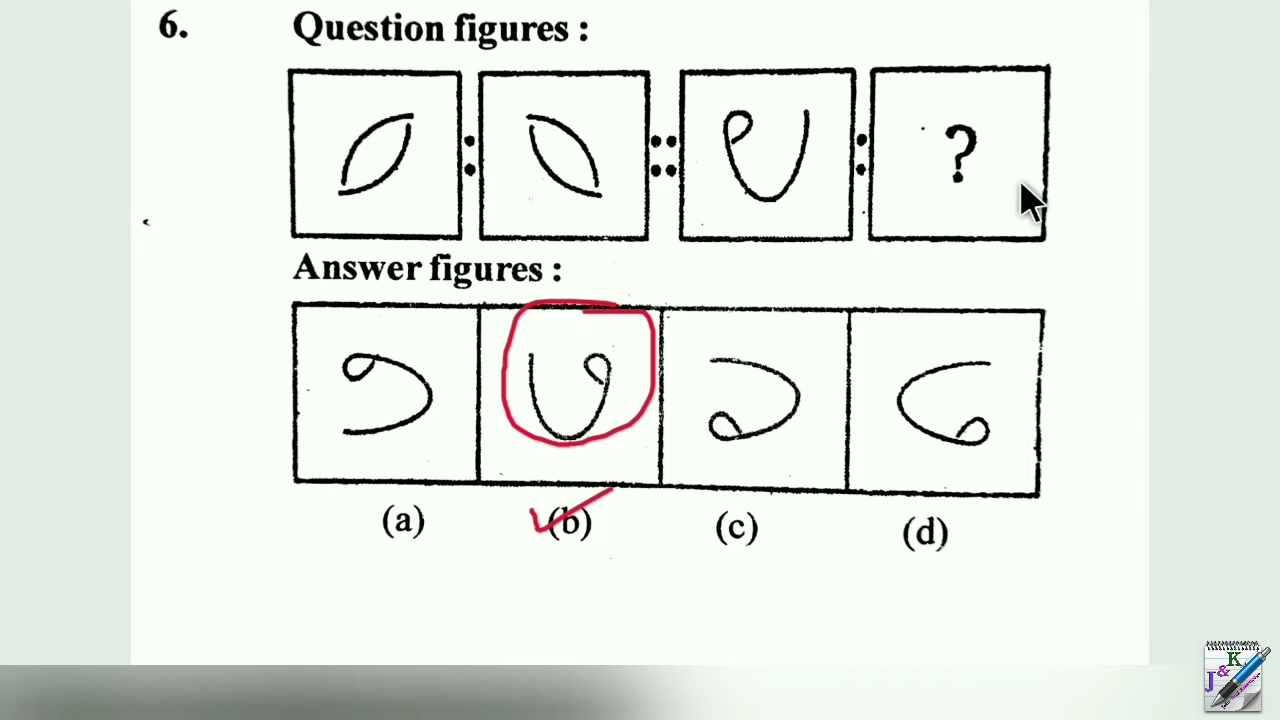 6. Question figures :
: :: : ?
Answer figures :
(a) (b) (c) (d)
J & K